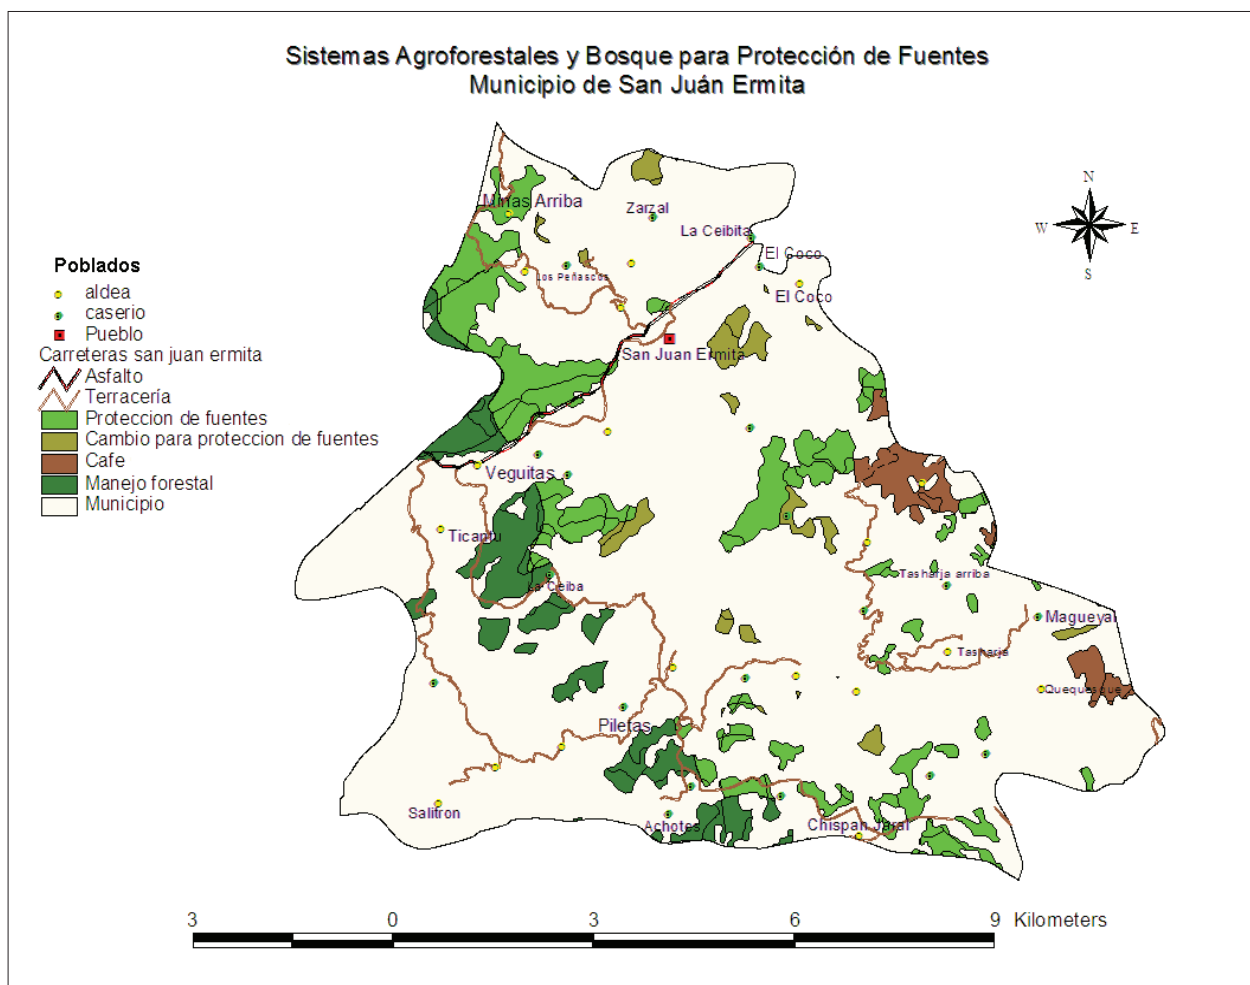 Sistemas Agroforestales y Bosque para Protección de Fuentes
Municipio de San Juán Ermita
N
W
E
S
Minas Arriba
Zarzal
La Ceibita
El Coco
Los Peñascos
El Coco
San Juan Ermita
Poblados
aldea
caserio
Pueblo
Carreteras san juan ermita
Asfalto
Terracería
Proteccion de fuentes
Cambio para proteccion de fuentes
Cafe
Manejo forestal
Municipio
Veguitas
Ticantu
La Ceiba
Tasharja arriba
Magueyal
Tasharja
Quequesque
Piletas
Salitron
Achotes
Chispan Jaral
3 0 3 6 9 Kilometers